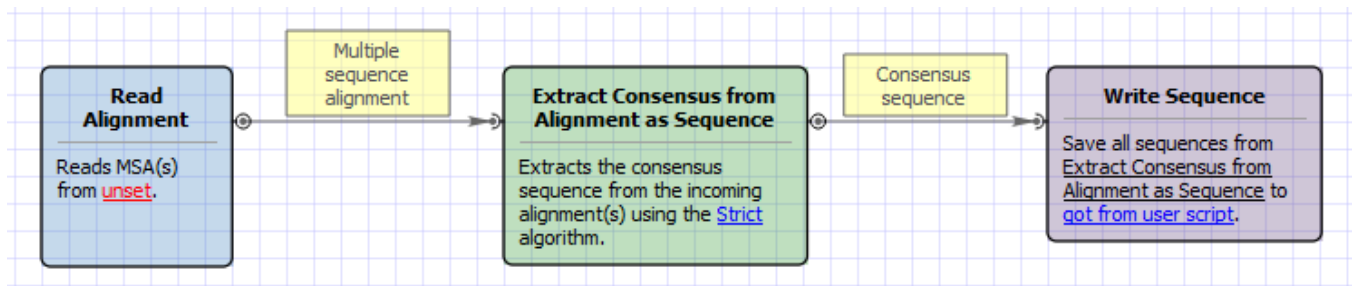 Read
Alignment
Reads MSA(s)
from unset.
Multiple
sequence
alignment
Extract Consensus from
Alignment as Sequence
Extracts the consensus
sequence from the incoming
alignment(s) using the Strict
algorithm.
Consensus
sequence
Write Sequence
Save all sequences from
Extract Consensus from
Alignment as Sequence to
got from user script.